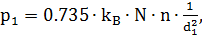 p₁ = 0.735 · k_B · N · n · 1/d₁²,